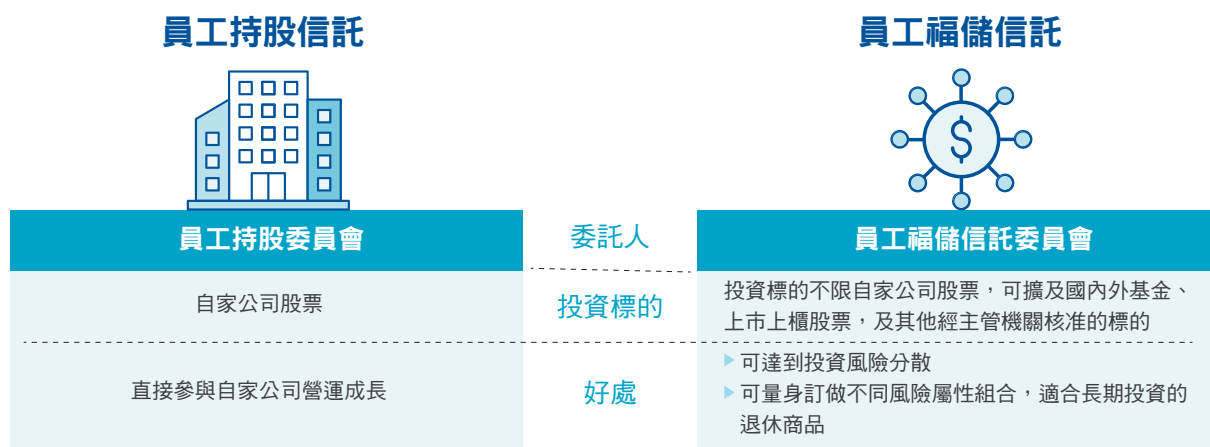 員工持股信託
員工福儲信託
$
員工持股委員會
委託人
員工福儲信託委員會
自家公司股票
投資標的
投資標的不限自家公司股票，可擴及國內外基金、
上市上櫃股票，及其他經主管機關核准的標的
直接參與自家公司營運成長
好處
可達到投資風險分散
可量身訂做不同風險屬性組合，適合長期投資的
退休商品